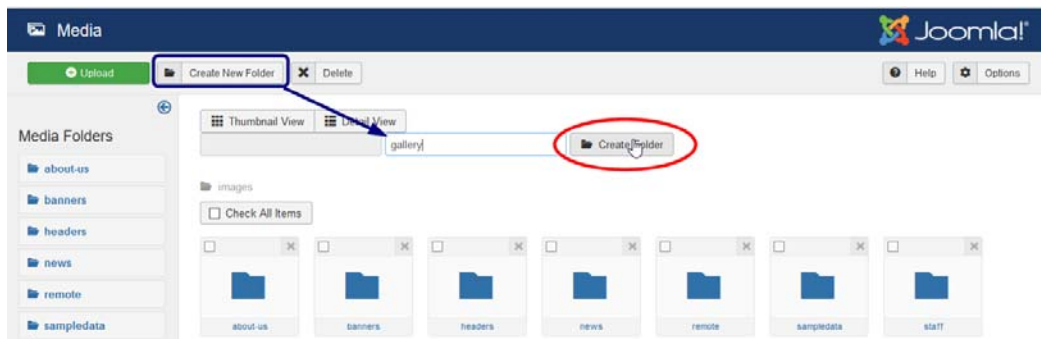 Media
Joomla!
Upload
Create New Folder
Delete
Help
Options
Media Folders
about-us
banners
headers
news
remote
sampledata
Thumbnail View
Detail View
gallery
Create Folder
images
Check All Items
about-us
banners
headers
news
remote
sampledata
staff